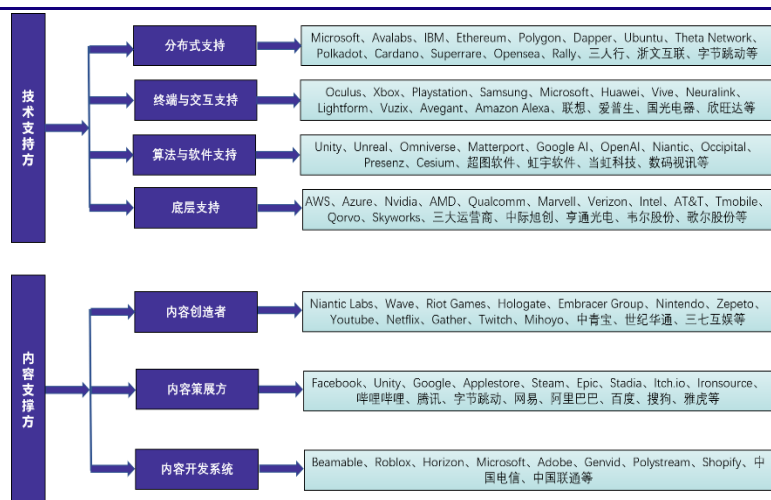 技术支持方
分布式支持
Microsoft、Avalabs、IBM、Ethereum、Polygon、Dapper、Ubuntu、Theta Network、
Polkadot、Cardano、Superrare、Opensea、Rally、三人行、浙文互联、字节跳动等
终端与交互支持
Oculus、Xbox、Playstation、Samsung、Microsoft、Huawei、Vive、Neuralink、
Lightform、Vuzix、Avegant、Amazon Alexa、联想、爱普生、国光电器、欣旺达等
算法与软件支持
Unity、Unreal、Omniverse、Matterport、Google AI、OpenAI、Niantic、Occipital、
Presenz、Cesium、超图软件、虹宇软件、当虹科技、数码视讯等
底层支持
AWS、Azure、Nvidia、AMD、Qualcomm、Marvell、Verizon、Intel、AT&T、Tmobile、
Qorvo、Skyworks、三大运营商、中际旭创、亨通光电、韦尔股份、歌尔股份等
内容支撑方
内容创造者
Niantic Labs、Wave、Riot Games、Hologate、Embracer Group、Nintendo、Zepeto、
Youtube、Netflix、Gather、Twitch、Mihoyo、中青宝、世纪华通、三七互娱等
内容策展方
Facebook、Unity、Google、Applestore、Steam、Epic、Stadia、Itch.io、Ironsource、
哔哩哔哩、腾讯、字节跳动、网易、阿里巴巴、百度、搜狗、雅虎等
内容开发系统
Beamable、Roblox、Horizon、Microsoft、Adobe、Genvid、Polystream、Shopify、中
国电信、中国联通等